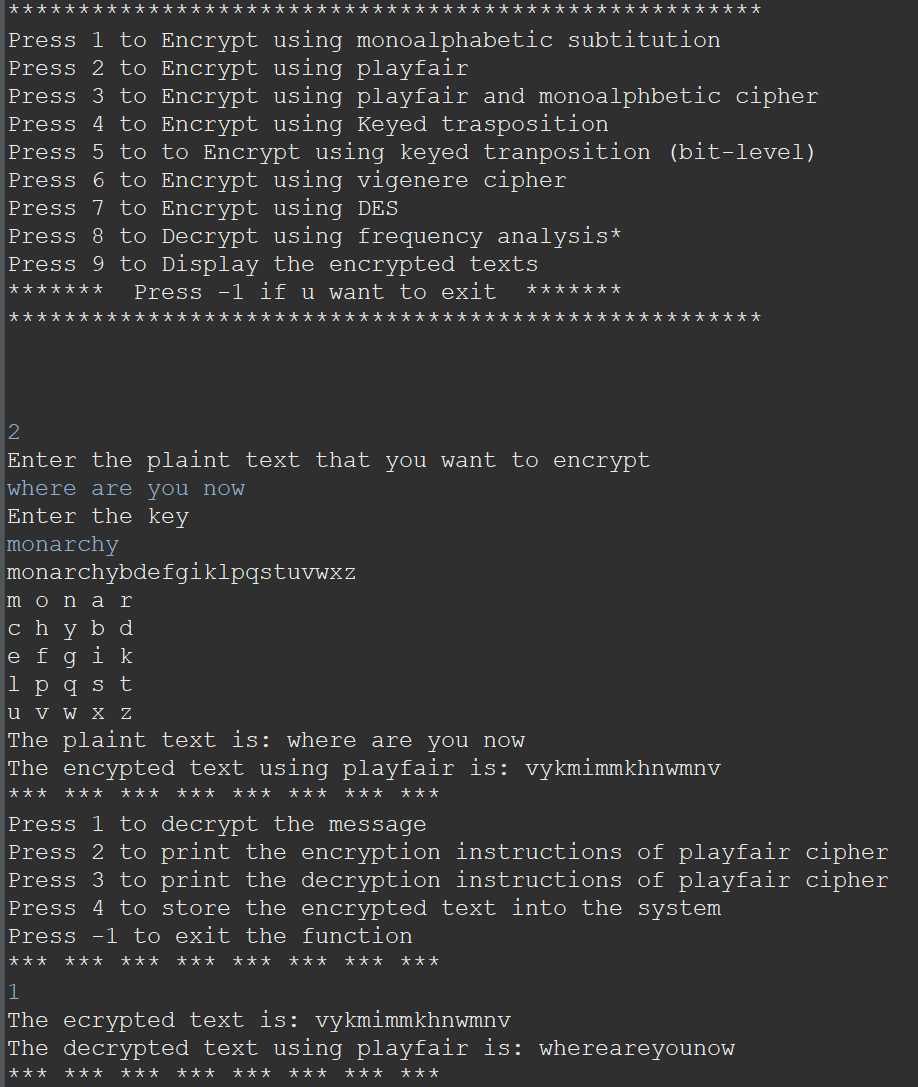 ******************************************************
Press 1 to Encrypt using monoalphabetic subtitution
Press 2 to Encrypt using playfair
Press 3 to Encrypt using playfair and monoalphbetic cipher
Press 4 to Encrypt using Keyed trasposition
Press 5 to to Encrypt using keyed tranposition (bit-level)
Press 6 to Encrypt using vigenere cipher
Press 7 to Encrypt using DES
Press 8 to Decrypt using frequency analysis*
Press 9 to Display the encrypted texts
*******  Press -1 if u want to exit  *******
******************************************************
2
Enter the plaint text that you want to encrypt
where are you now
Enter the key
monarchy
monarchybdefgiklpqstuvwxz
m o n a r
c h y b d
e f g i k
l p q s t
u v w x z
The plaint text is: where are you now
The encypted text using playfair is: vykmimmkhnwmnv
*** *** *** *** *** *** *** ***
Press 1 to decrypt the message
Press 2 to print the encryption instructions of playfair cipher
Press 3 to print the decryption instructions of playfair cipher
Press 4 to store the encrypted text into the system
Press -1 to exit the function
*** *** *** *** *** *** *** ***
1
The ecrypted text is: vykmimmkhnwmnv
The decrypted text using playfair is: whereareyounow
*** *** *** *** *** *** *** ***